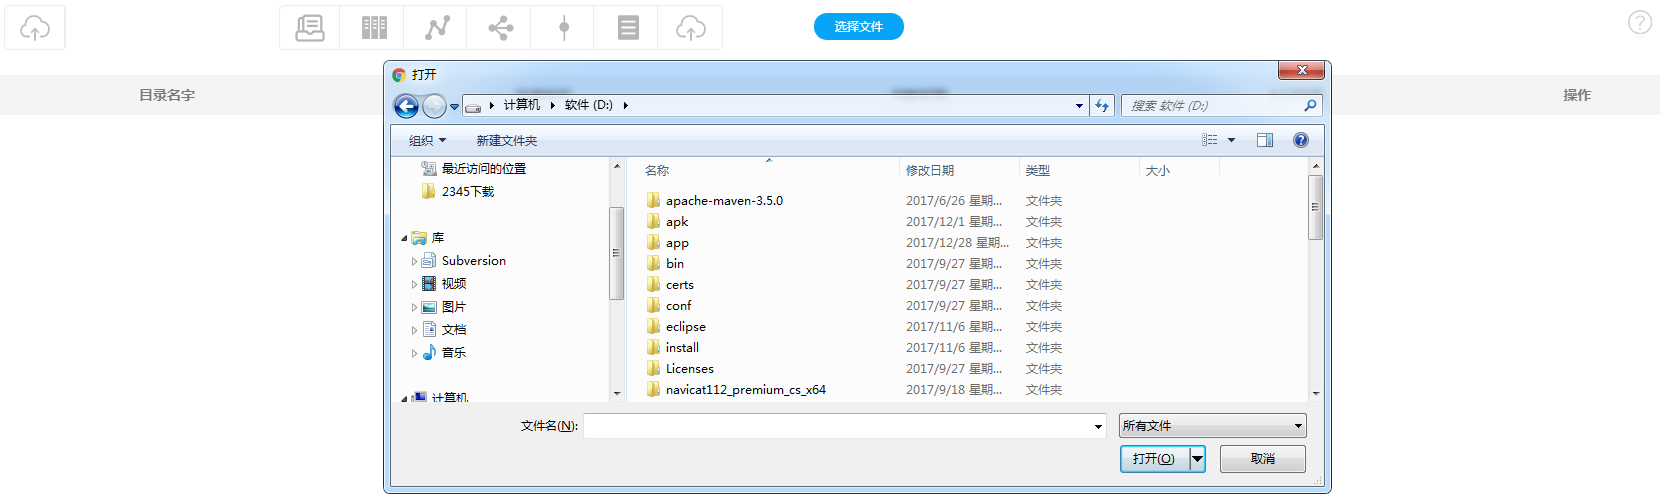 选择文件
目录名字
操作
打开
计算机 软件 (D:)
搜索 软件 (D:)
组织 新建文件夹
最近访问的位置
2345下载
库
Subversion
视频
图片
文档
音乐
计算机
名称 修改日期 类型 大小
apache-maven-3.5.0 2017/6/26 星期... 文件夹
apk 2017/12/1 星期... 文件夹
app 2017/12/28 星期... 文件夹
bin 2017/9/27 星期... 文件夹
certs 2017/9/27 星期... 文件夹
conf 2017/9/27 星期... 文件夹
eclipse 2017/11/6 星期... 文件夹
install 2017/11/6 星期... 文件夹
Licenses 2017/9/27 星期... 文件夹
navicat112_premium_cs_x64 2017/9/18 星期... 文件夹
文件名(N): 所有文件
打开(O) 取消